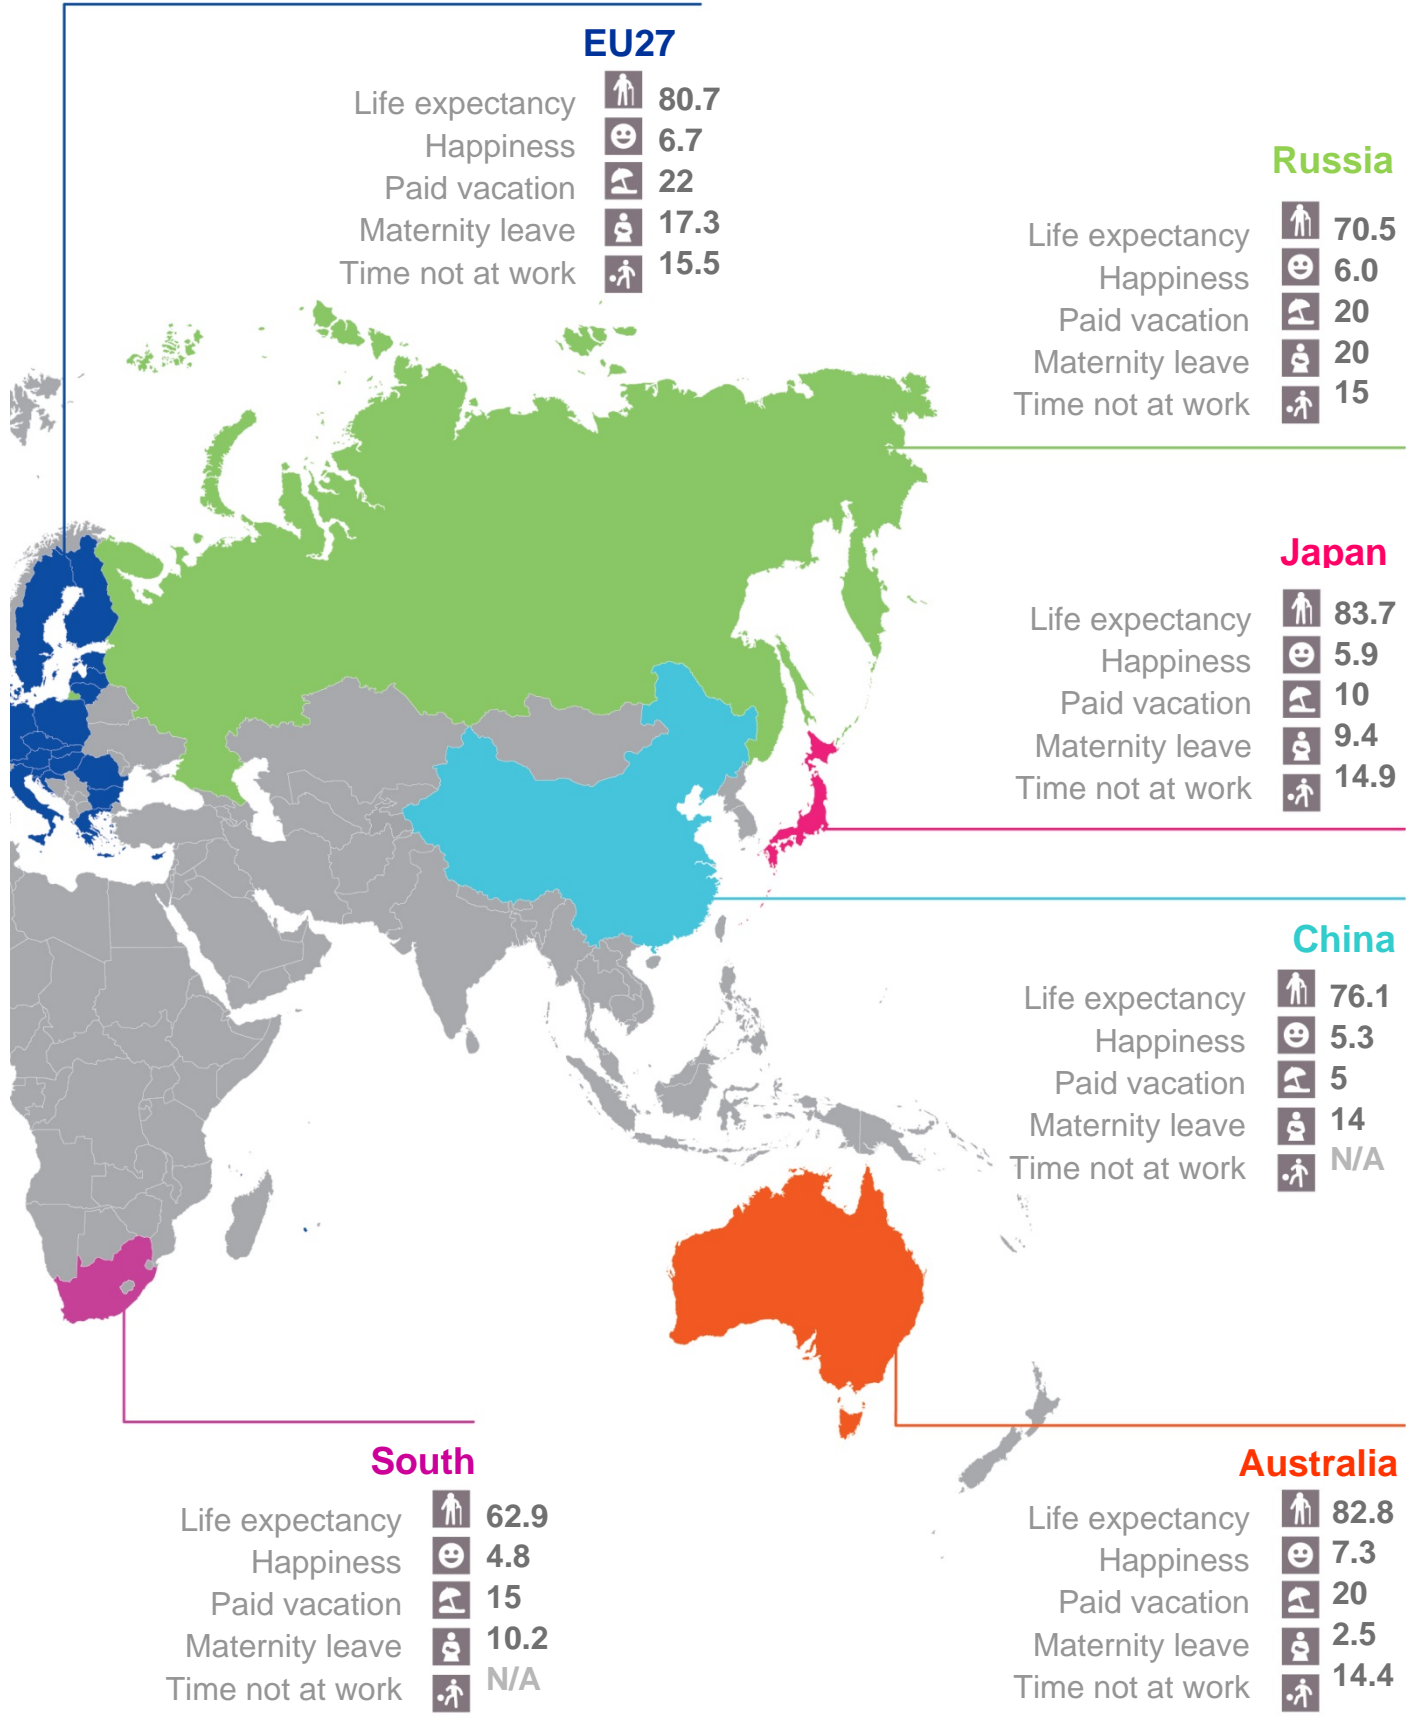 EU27
Life expectancy 80.7
Happiness 6.7
Paid vacation 22
Maternity leave 17.3
Time not at work 15.5
Russia
Life expectancy 70.5
Happiness 6.0
Paid vacation 20
Maternity leave 20
Time not at work 15
Japan
Life expectancy 83.7
Happiness 5.9
Paid vacation 10
Maternity leave 9.4
Time not at work 14.9
China
Life expectancy 76.1
Happiness 5.3
Paid vacation 5
Maternity leave 14
Time not at work N/A
South
Life expectancy 62.9
Happiness 4.8
Paid vacation 15
Maternity leave 10.2
Time not at work N/A
Australia
Life expectancy 82.8
Happiness 7.3
Paid vacation 20
Maternity leave 2.5
Time not at work 14.4